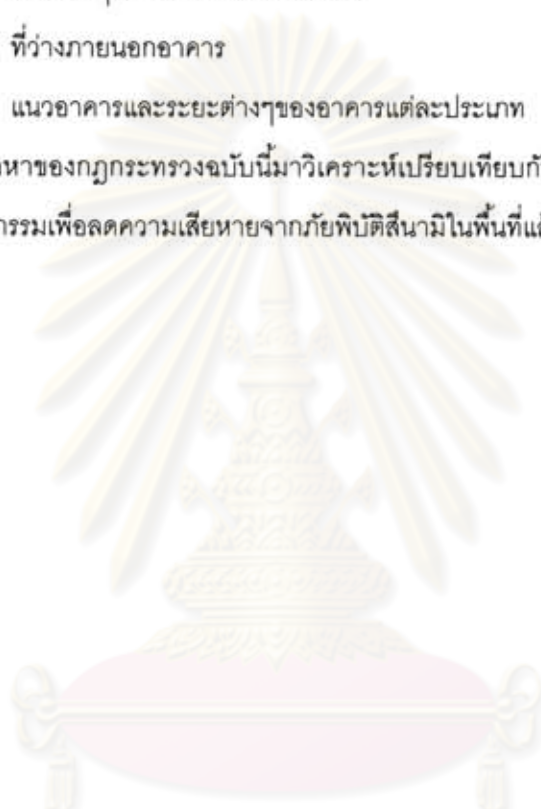 ที่ว่างภายนอกอาคาร
แนวอาคารและระยะต่างๆของอาคารแต่ละประเภท
หาของกฎกระทรวงฉบับนี้มาวิเคราะห์เปรียบเทียบกั
รรมเพื่อลดความเสียหายจากภัยพิบัติสึนามิในพื้นที่แ